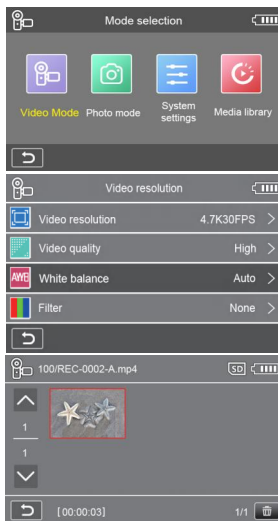 Mode selection
Video Mode Photo mode System settings Media library
Video resolution
Video resolution 4.7K30FPS >
Video quality High >
AWB White balance Auto >
Filter None >
100/REC-0002-A.mp4 SD
1
1
[00:00:03] 1/1